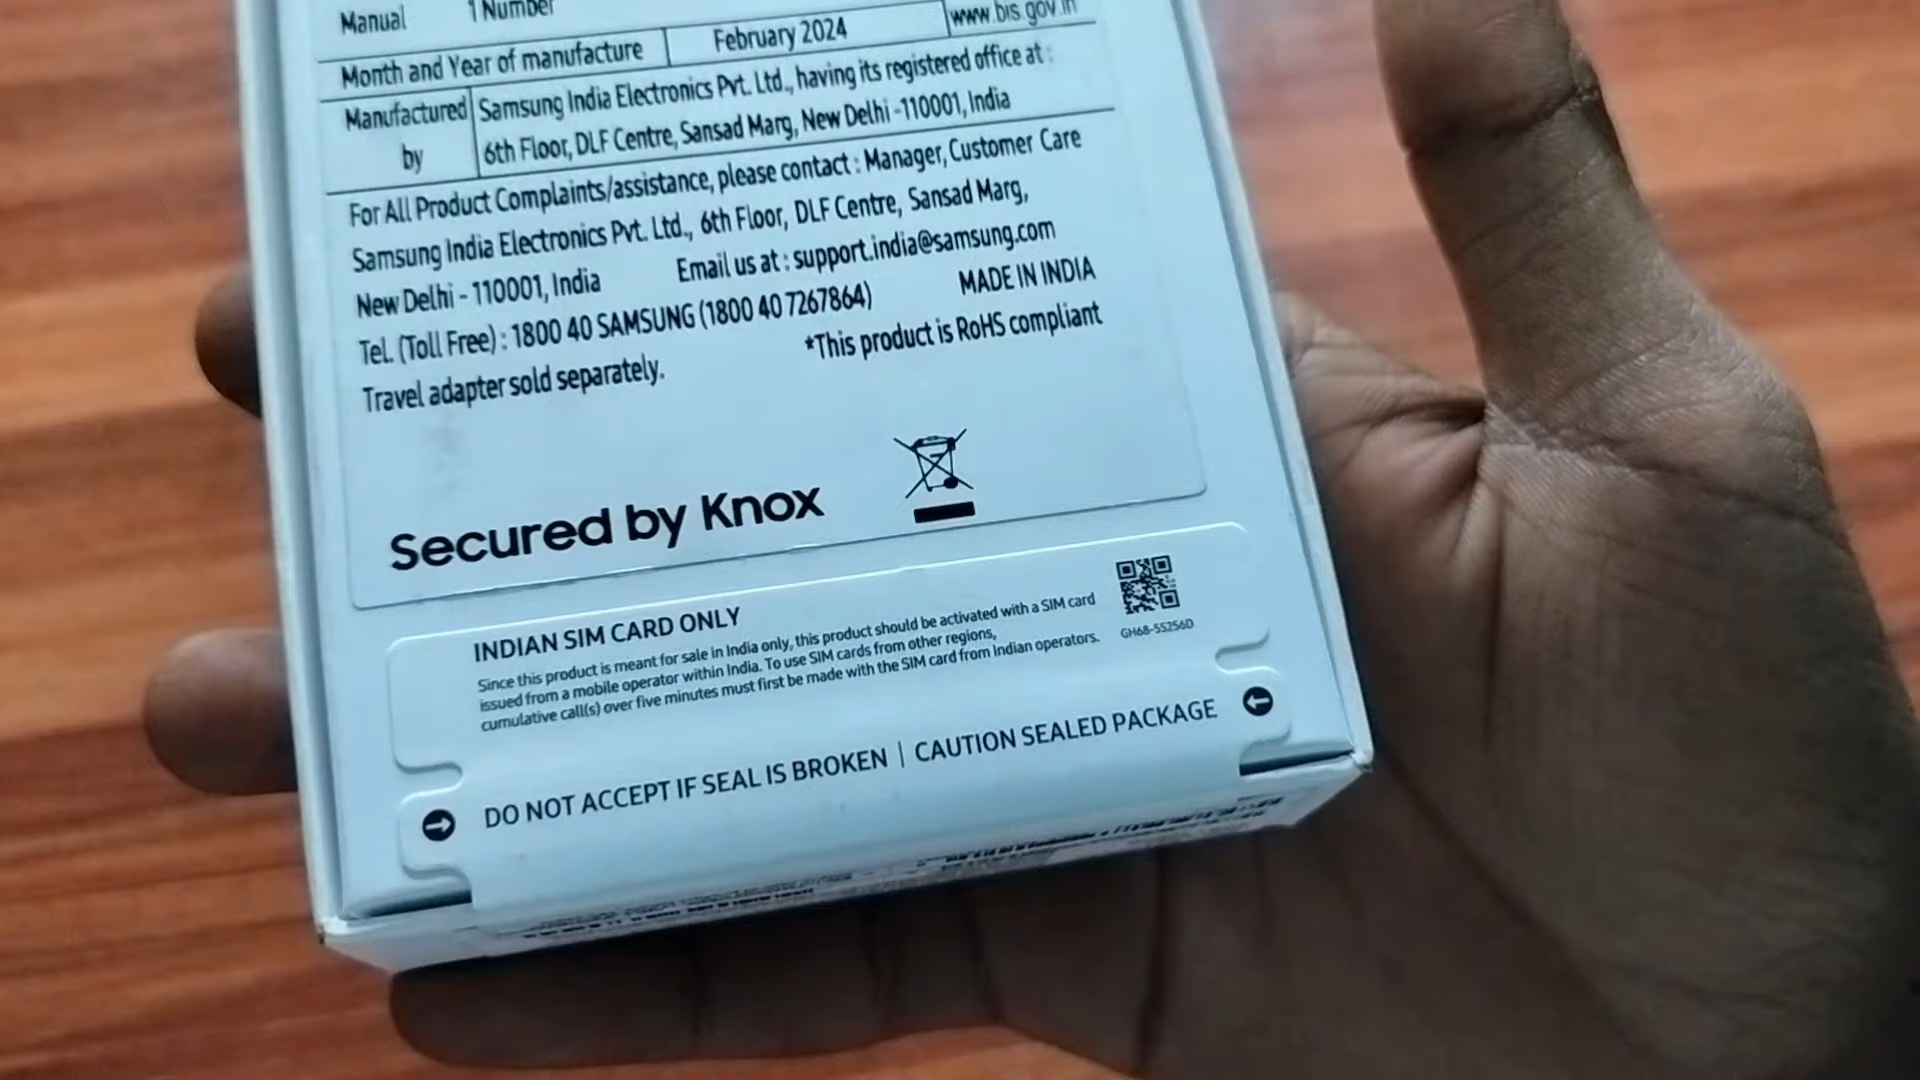 Manual 1 Number
Month and Year of manufacture February 2024 www.bis.gov.in
Manufactured by Samsung India Electronics Pvt. Ltd., having its registered office at :
6th Floor, DLF Centre, Sansad Marg, New Delhi -110001, India
For All Product Complaints/assistance, please contact : Manager, Customer Care
Samsung India Electronics Pvt. Ltd., 6th Floor, DLF Centre, Sansad Marg,
New Delhi - 110001, India Email us at : support.india@samsung.com
Tel. (Toll Free) : 1800 40 SAMSUNG (1800 40 7267864) MADE IN INDIA
Travel adapter sold separately. *This product is RoHS compliant
Secured by Knox
INDIAN SIM CARD ONLY
Since this product is meant for sale in India only, this product should be activated with a SIM card
issued from a mobile operator within India. To use SIM cards from other regions,
cumulative call(s) over five minutes must first be made with the SIM card from Indian operators.
GH68-55256D
DO NOT ACCEPT IF SEAL IS BROKEN | CAUTION SEALED PACKAGE